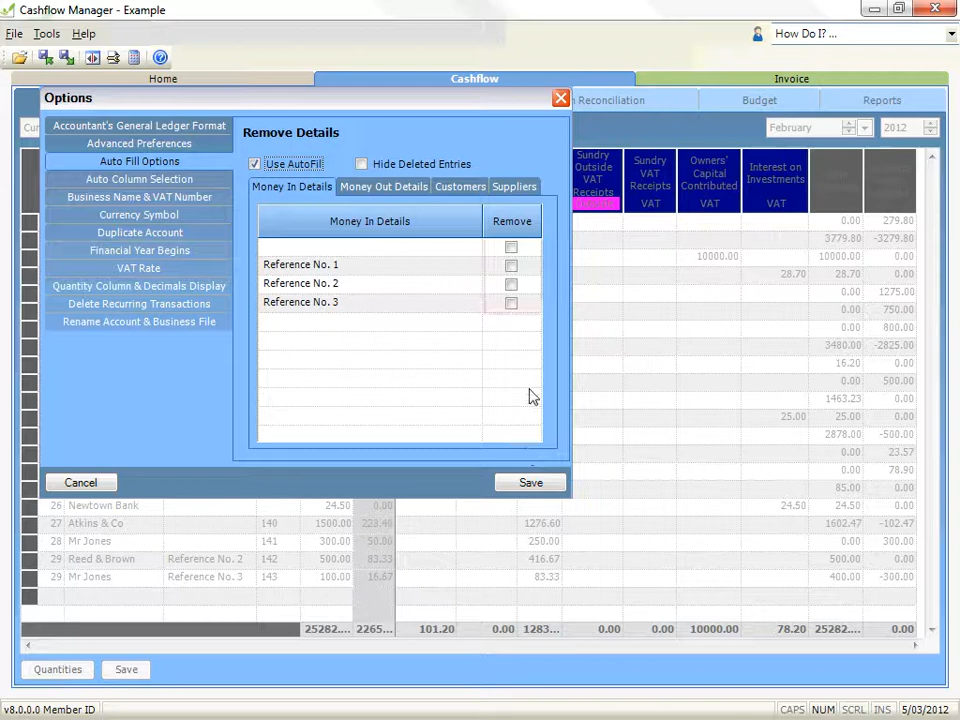 Cashflow Manager - Example
File Tools Help How Do I? ...
Home Cashflow Invoice
Options
n Reconciliation Budget Reports
Cur February 2012
Accountant's General Ledger Format
Advanced Preferences
Auto Fill Options
Auto Column Selection
Business Name & VAT Number
Currency Symbol
Duplicate Account
Financial Year Begins
VAT Rate
Quantity Column & Decimals Display
Delete Recurring Transactions
Rename Account & Business File
Remove Details
Use AutoFill Hide Deleted Entries
Money In Details Money Out Details Customers Suppliers
Money In Details Remove
Reference No. 1
Reference No. 2
Reference No. 3
Cancel Save
Sundry Outside VAT Receipts
Sundry VAT Receipts VAT
Owners' Capital Contributed VAT
Interest on Investments VAT
0.00 279.80
3779.80 -3279.80
10000.00 10000.00 0.00
28.70 28.70 0.00
0.00 1275.00
0.00 750.00
0.00 800.00
3480.00 -2825.00
16.20 0.00
0.00 500.00
1463.23 0.00
25.00 25.00 0.00
2878.00 -500.00
0.00 23.57
0.00 78.90
0.00 85.00
26 Newtown Bank 24.50 0.00 24.50 24.50 0.00
27 Atkins & Co 140 1500.00 223.40 1276.60 1602.47 -102.47
28 Mr Jones 141 300.00 50.00 250.00 0.00 300.00
29 Reed & Brown Reference No. 2 142 500.00 83.33 416.67 500.00 0.00
29 Mr Jones Reference No. 3 143 100.00 16.67 83.33 400.00 -300.00
25282.... 2265... 101.20 0.00 1283... 0.00 0.00 10000.00 78.20 25282.... 0.00
Quantities Save
v8.0.0.0 Member ID CAPS NUM SCRL INS 5/03/2012